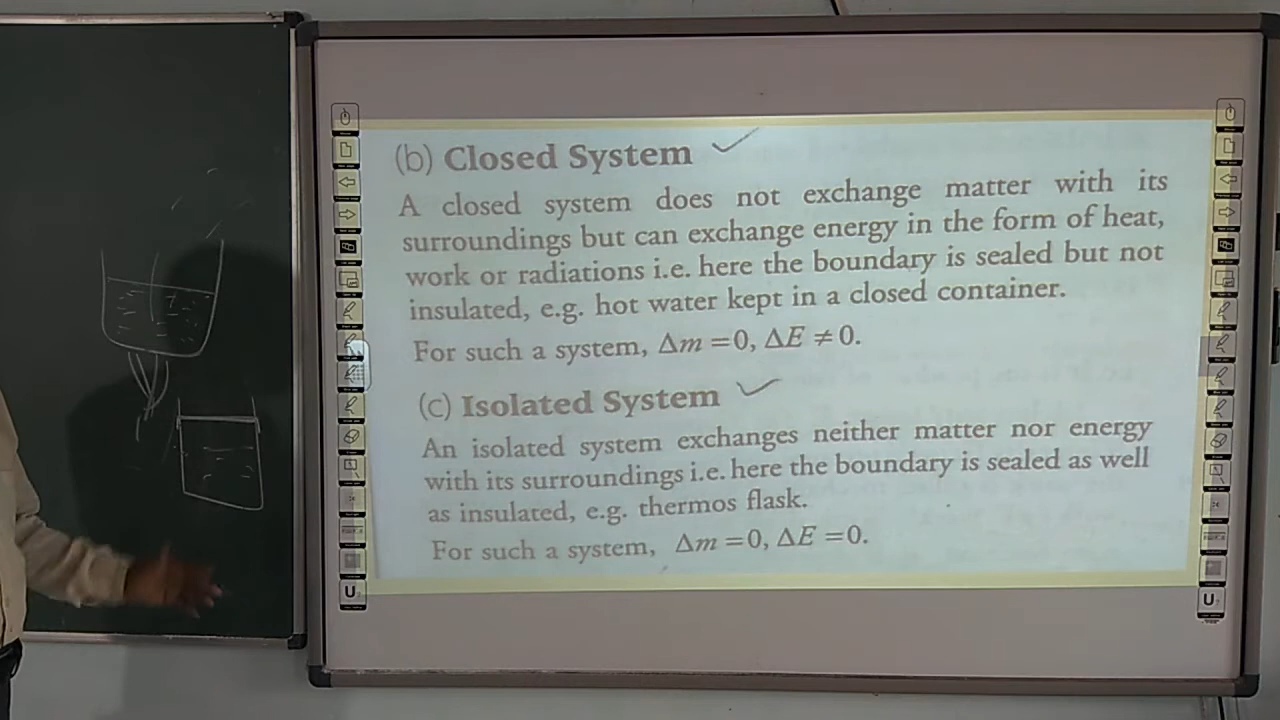 (b) Closed System
A closed system does not exchange matter with its
surroundings but can exchange energy in the form of heat,
work or radiations i.e. here the boundary is sealed but not
insulated, e.g. hot water kept in a closed container.
For such a system, Δm = 0, ΔE ≠ 0.
(c) Isolated System
An isolated system exchanges neither matter nor energy
with its surroundings i.e. here the boundary is sealed as well
as insulated, e.g. thermos flask.
For such a system, Δm = 0, ΔE = 0.
U
U